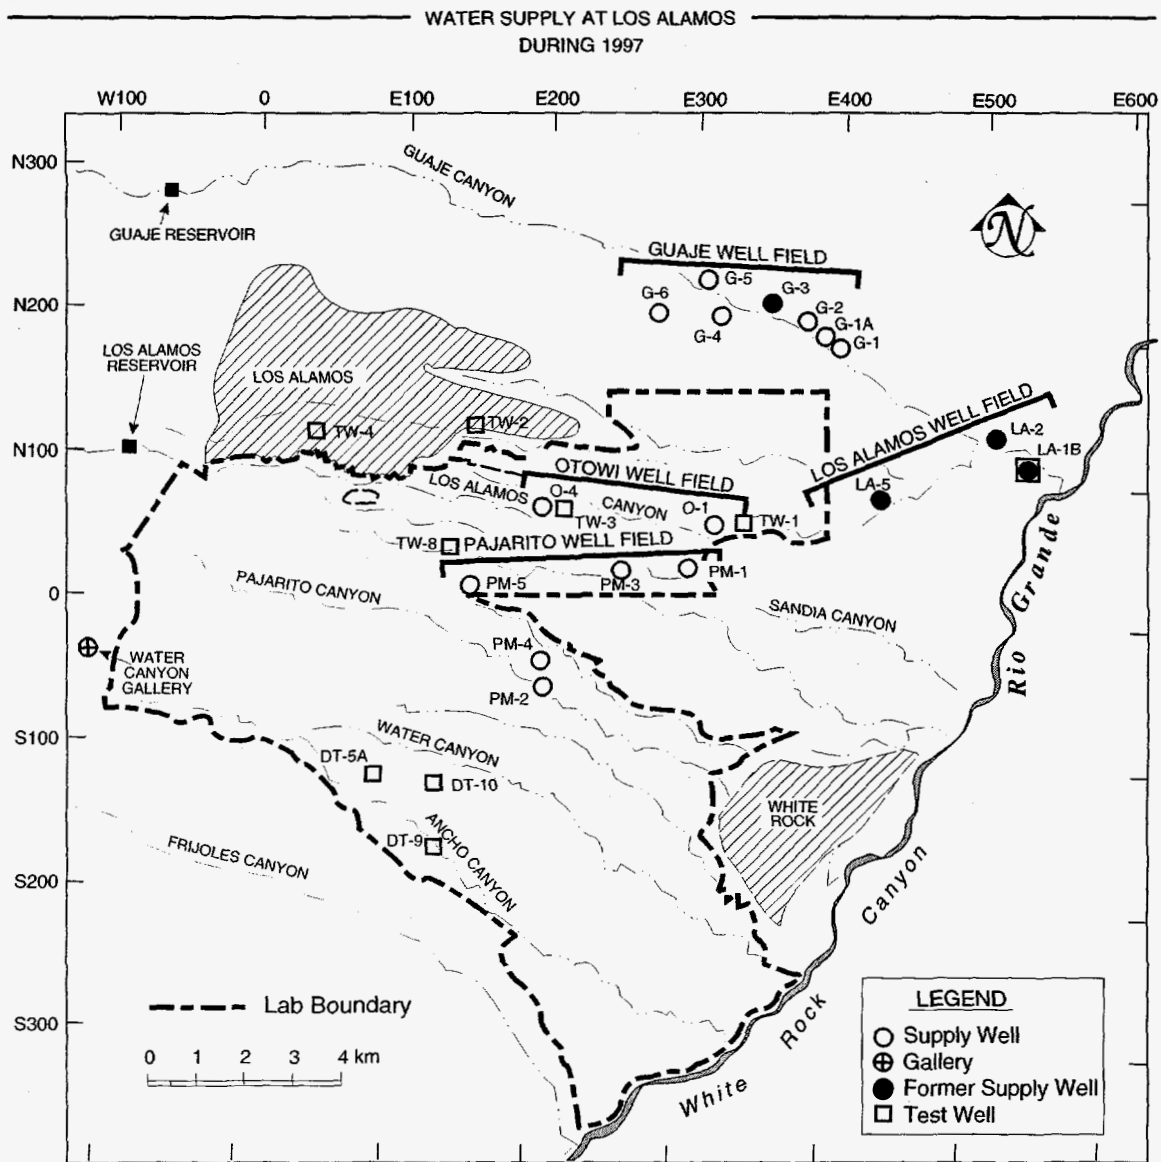 WATER SUPPLY AT LOS ALAMOS
DURING 1997
W100 0 E100 E200 E300 E400 E500 E600
N300
GUAJE CANYON
GUAJE RESERVOIR
N
GUAJE WELL FIELD
G-5
G-6
G-3
N200
G-2
G-1A
G-4
G-1
LOS ALAMOS
RESERVOIR
LOS ALAMOS
LOS ALAMOS WELL FIELD
TW-4
TW-2
LA-2
N100
LA-1B
OTOWI WELL FIELD
LOS ALAMOS CANYON
O-4
LA-5
O-1
TW-3
TW-1
TW-8
PAJARITO WELL FIELD
PM-1
PAJARITO CANYON
PM-5
PM-3
0
SANDIA CANYON
Rio Grande
PM-4
WATER
CANYON
GALLERY
PM-2
S100
WATER CANYON
DT-5A
DT-10
WHITE
ROCK
DT-9
ANCHO CANYON
FRIJOLES CANYON
S200
White Rock Canyon
S300
Lab Boundary
0 1 2 3 4 km
LEGEND
Supply Well
Gallery
Former Supply Well
Test Well